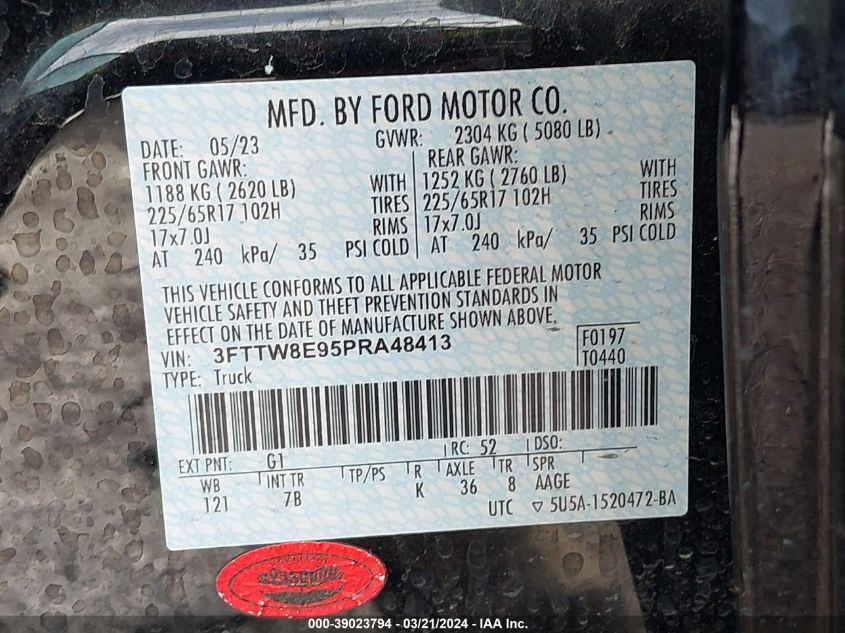 MFD. BY FORD MOTOR CO.
DATE: 05/23 GVWR: 2304 KG ( 5080 LB)
FRONT GAWR: REAR GAWR:
1188 KG ( 2620 LB) WITH 1252 KG ( 2760 LB) WITH
225/65R17 102H TIRES 225/65R17 102H TIRES
17x7.0J RIMS 17x7.0J RIMS
AT 240 kPa/ 35 PSI COLD AT 240 kPa/ 35 PSI COLD
THIS VEHICLE CONFORMS TO ALL APPLICABLE FEDERAL MOTOR
VEHICLE SAFETY AND THEFT PREVENTION STANDARDS IN
EFFECT ON THE DATE OF MANUFACTURE SHOWN ABOVE.
VIN: 3FTTW8E95PRA48413 F0197
TYPE: Truck T0440
EXT PNT: G1 RC: 52 DSO:
WB INT TR TP/PS R AXLE TR SPR
121 7B K 36 8 AAGE
UTC ▽ 5U5A-1520472-BA
000-39023794 - 03/21/2024 - IAA Inc.